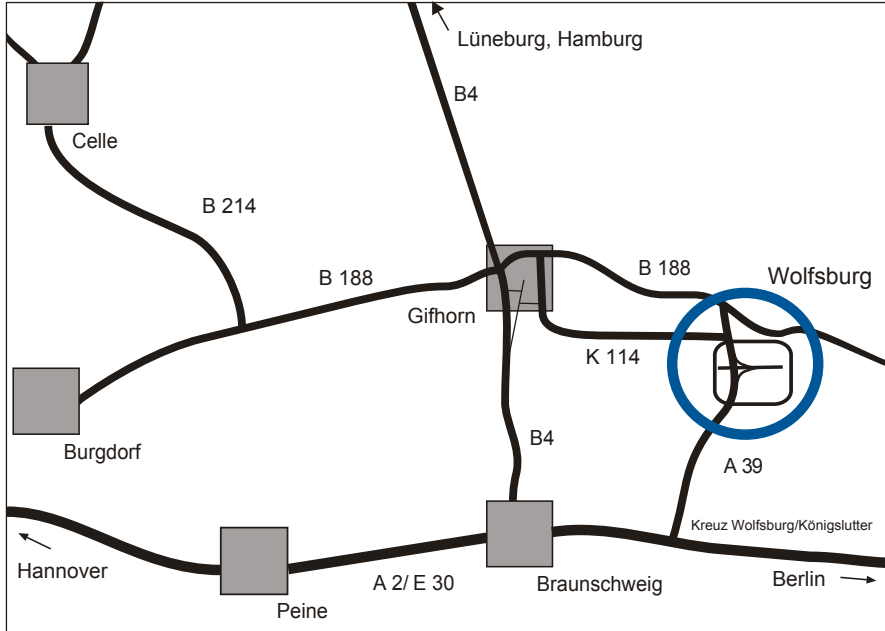 Lüneburg, Hamburg
B4
Celle
B 214
B 188
B 188
Wolfsburg
Gifhorn
K 114
Burgdorf
B4
A 39
Kreuz Wolfsburg/Königslutter
Hannover
A 2/ E 30
Braunschweig
Berlin
Peine